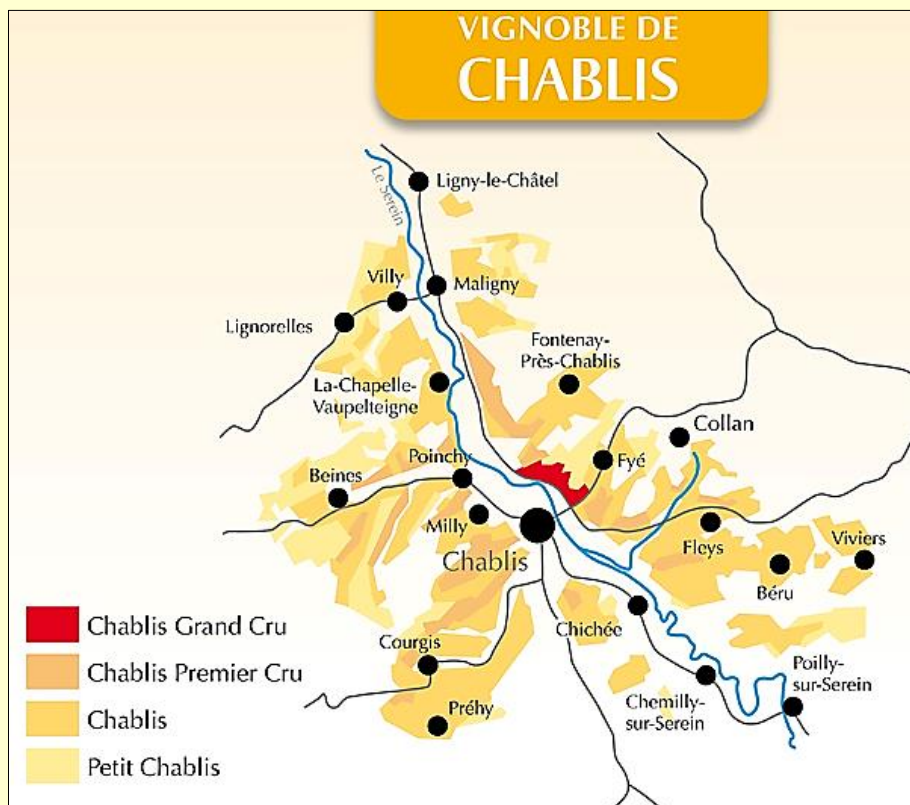 VIGNOBLE DE
CHABLIS
Ligny-le-Châtel
Le Serein
Villy
Maligny
Lignorelles
Fontenay-
Près-Chablis
La-Chapelle-
Vaupelteigne
Collan
Poinchy
Fyé
Beines
Milly
Chablis
Fleys
Viviers
Béru
Chichée
Courgis
Poilly-
sur-Serein
Chemilly-
sur-Serein
Préhy
Chablis Grand Cru
Chablis Premier Cru
Chablis
Petit Chablis